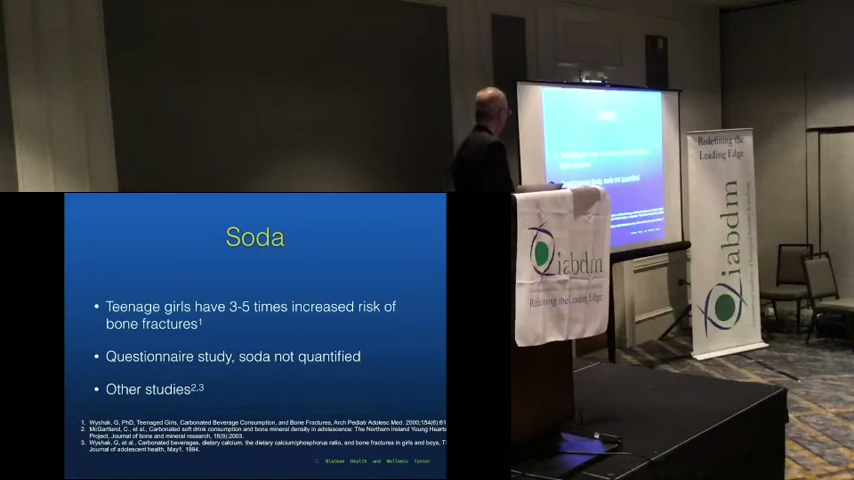 Soda
• Teenage girls have 3-5 times increased risk of
bone fractures1
• Questionnaire study, soda not quantified
• Other studies2,3
1. Wyshak, G, PhD, Teenaged Girls, Carbonated Beverage Consumption, and Bone Fractures, Arch Pediatr Adolesc Med. 2000;154(6):61
2. McGartland, C., et al., Carbonated soft drink consumption and bone mineral density in adolescence: The Northern Ireland Young Hearts
Project, Journal of bone and mineral research, 18(9);2003.
3. Wyshak, G, et al., Carbonated beverages, dietary calcium, the dietary calcium/phosphorus ratio, and bone fractures in girls and boys, T
Journal of adolescent health, May1, 1994.
Health and Wellness Center
iabdm
Redefining the Leading Edge
Redefining the
Leading Edge
iabdm